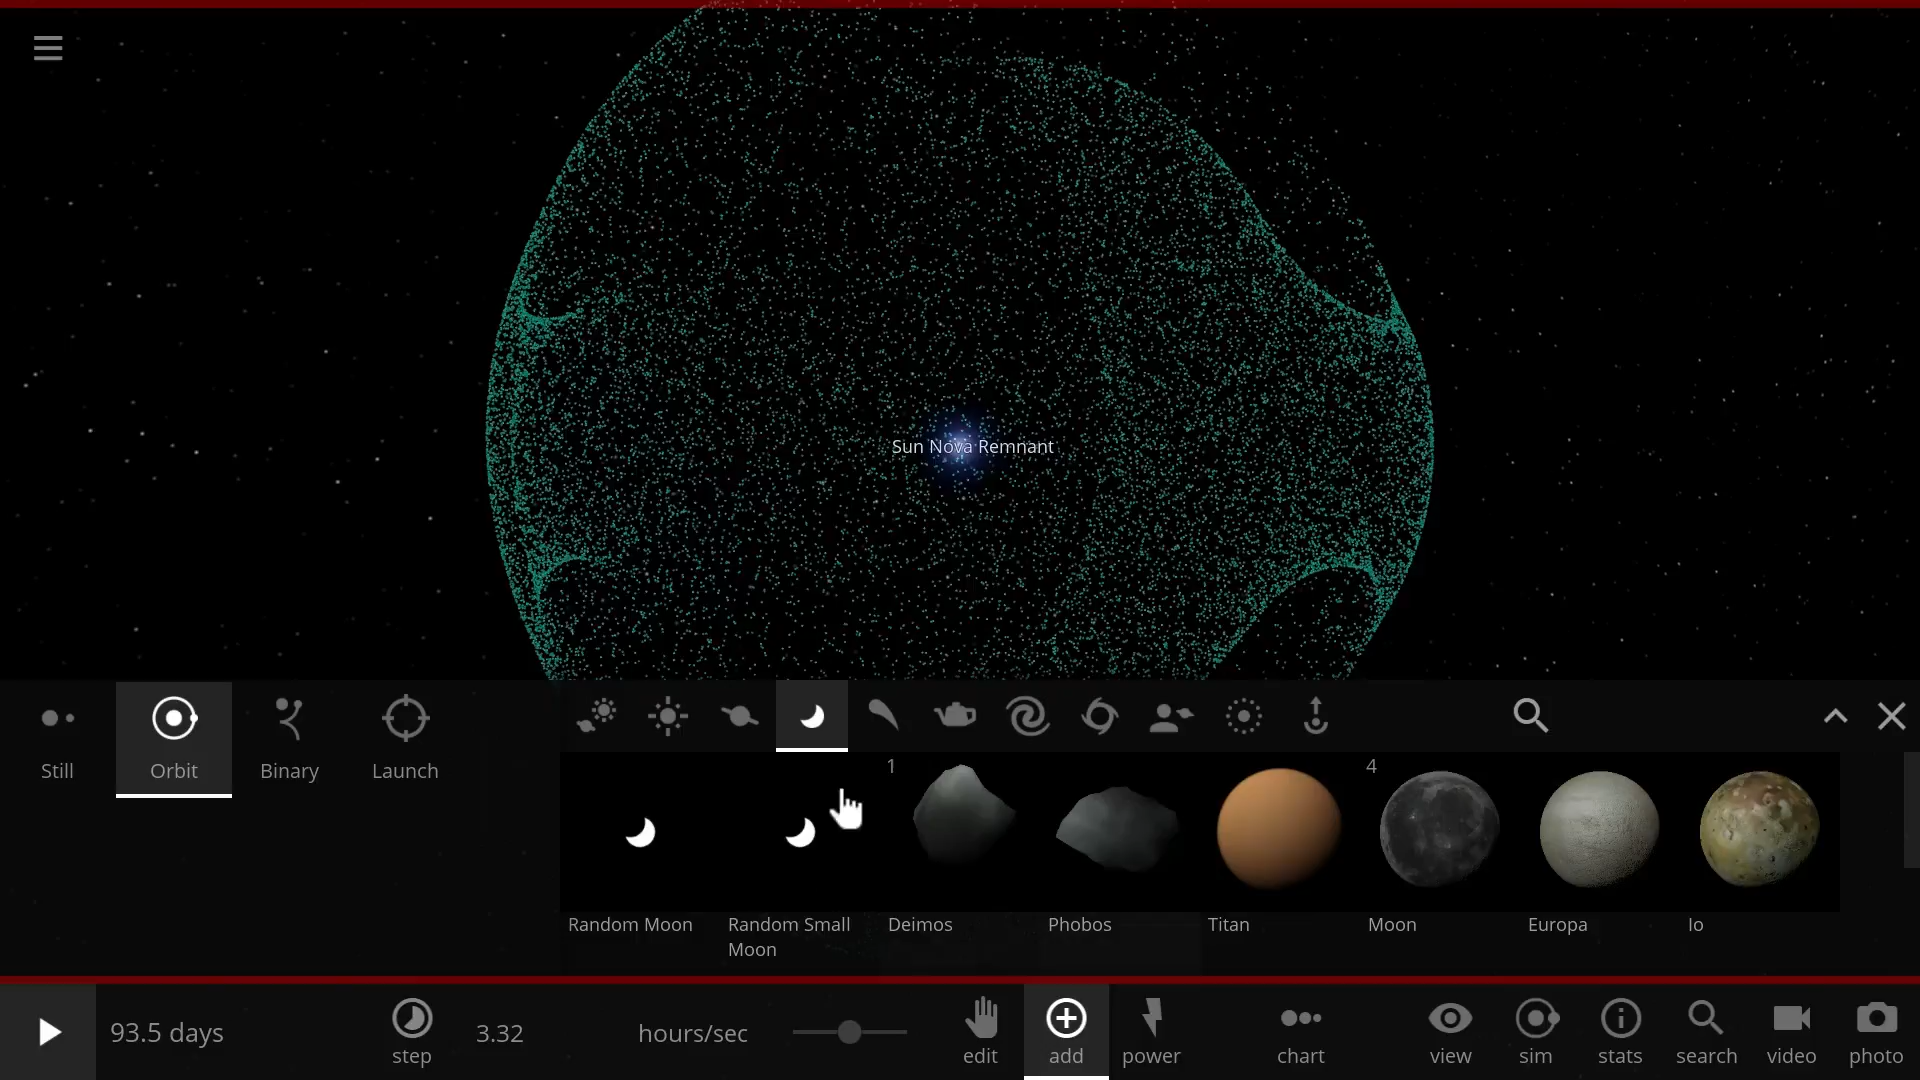 Sun Nova Remnant
Still
Orbit
Binary
Launch
1
4
Random Moon
Random Small
Moon
Deimos
Phobos
Titan
Moon
Europa
Io
93.5 days
step
3.32
hours/sec
edit
add
power
chart
view
sim
stats
search
video
photo